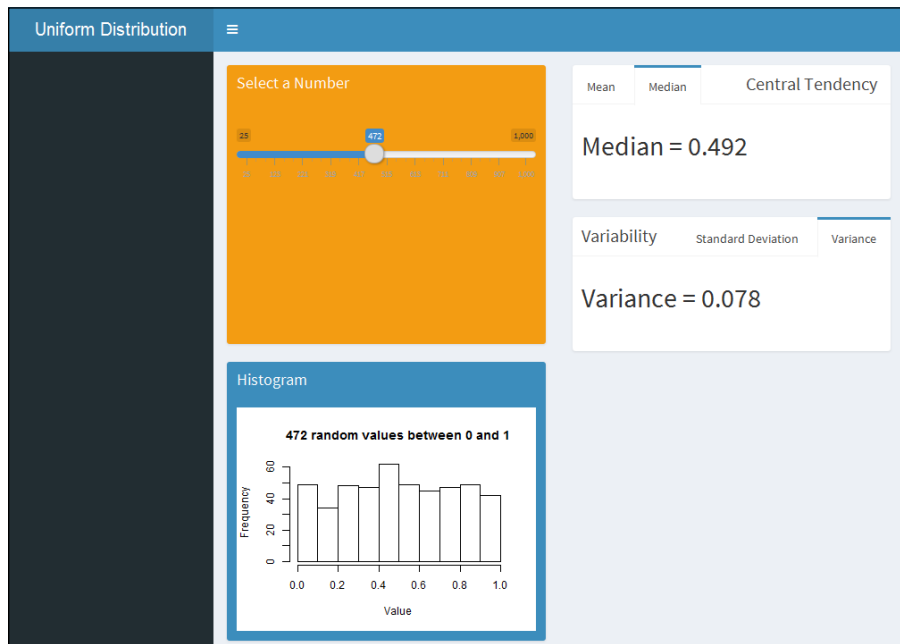 Uniform Distribution
Select a Number
25 472 1,000
Histogram
472 random values between 0 and 1
Frequency
60
40
20
0
0.0 0.2 0.4 0.6 0.8 1.0
Value
Mean Median Central Tendency
Median = 0.492
Variability Standard Deviation Variance
Variance = 0.078